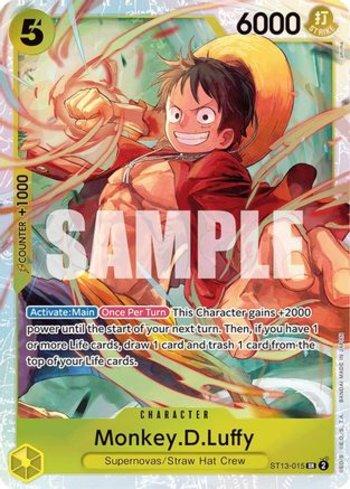 5
6000
打
STRIKE
COUNTER +1000
SAMPLE
Activate:Main Once Per Turn This Character gains +2000
power until the start of your next turn. Then, if you have 1
or more Life cards, draw 1 card and trash 1 card from the
top of your Life cards.
CHARACTER
Monkey.D.Luffy
Supernovas/Straw Hat Crew
ST13-015 SR 2